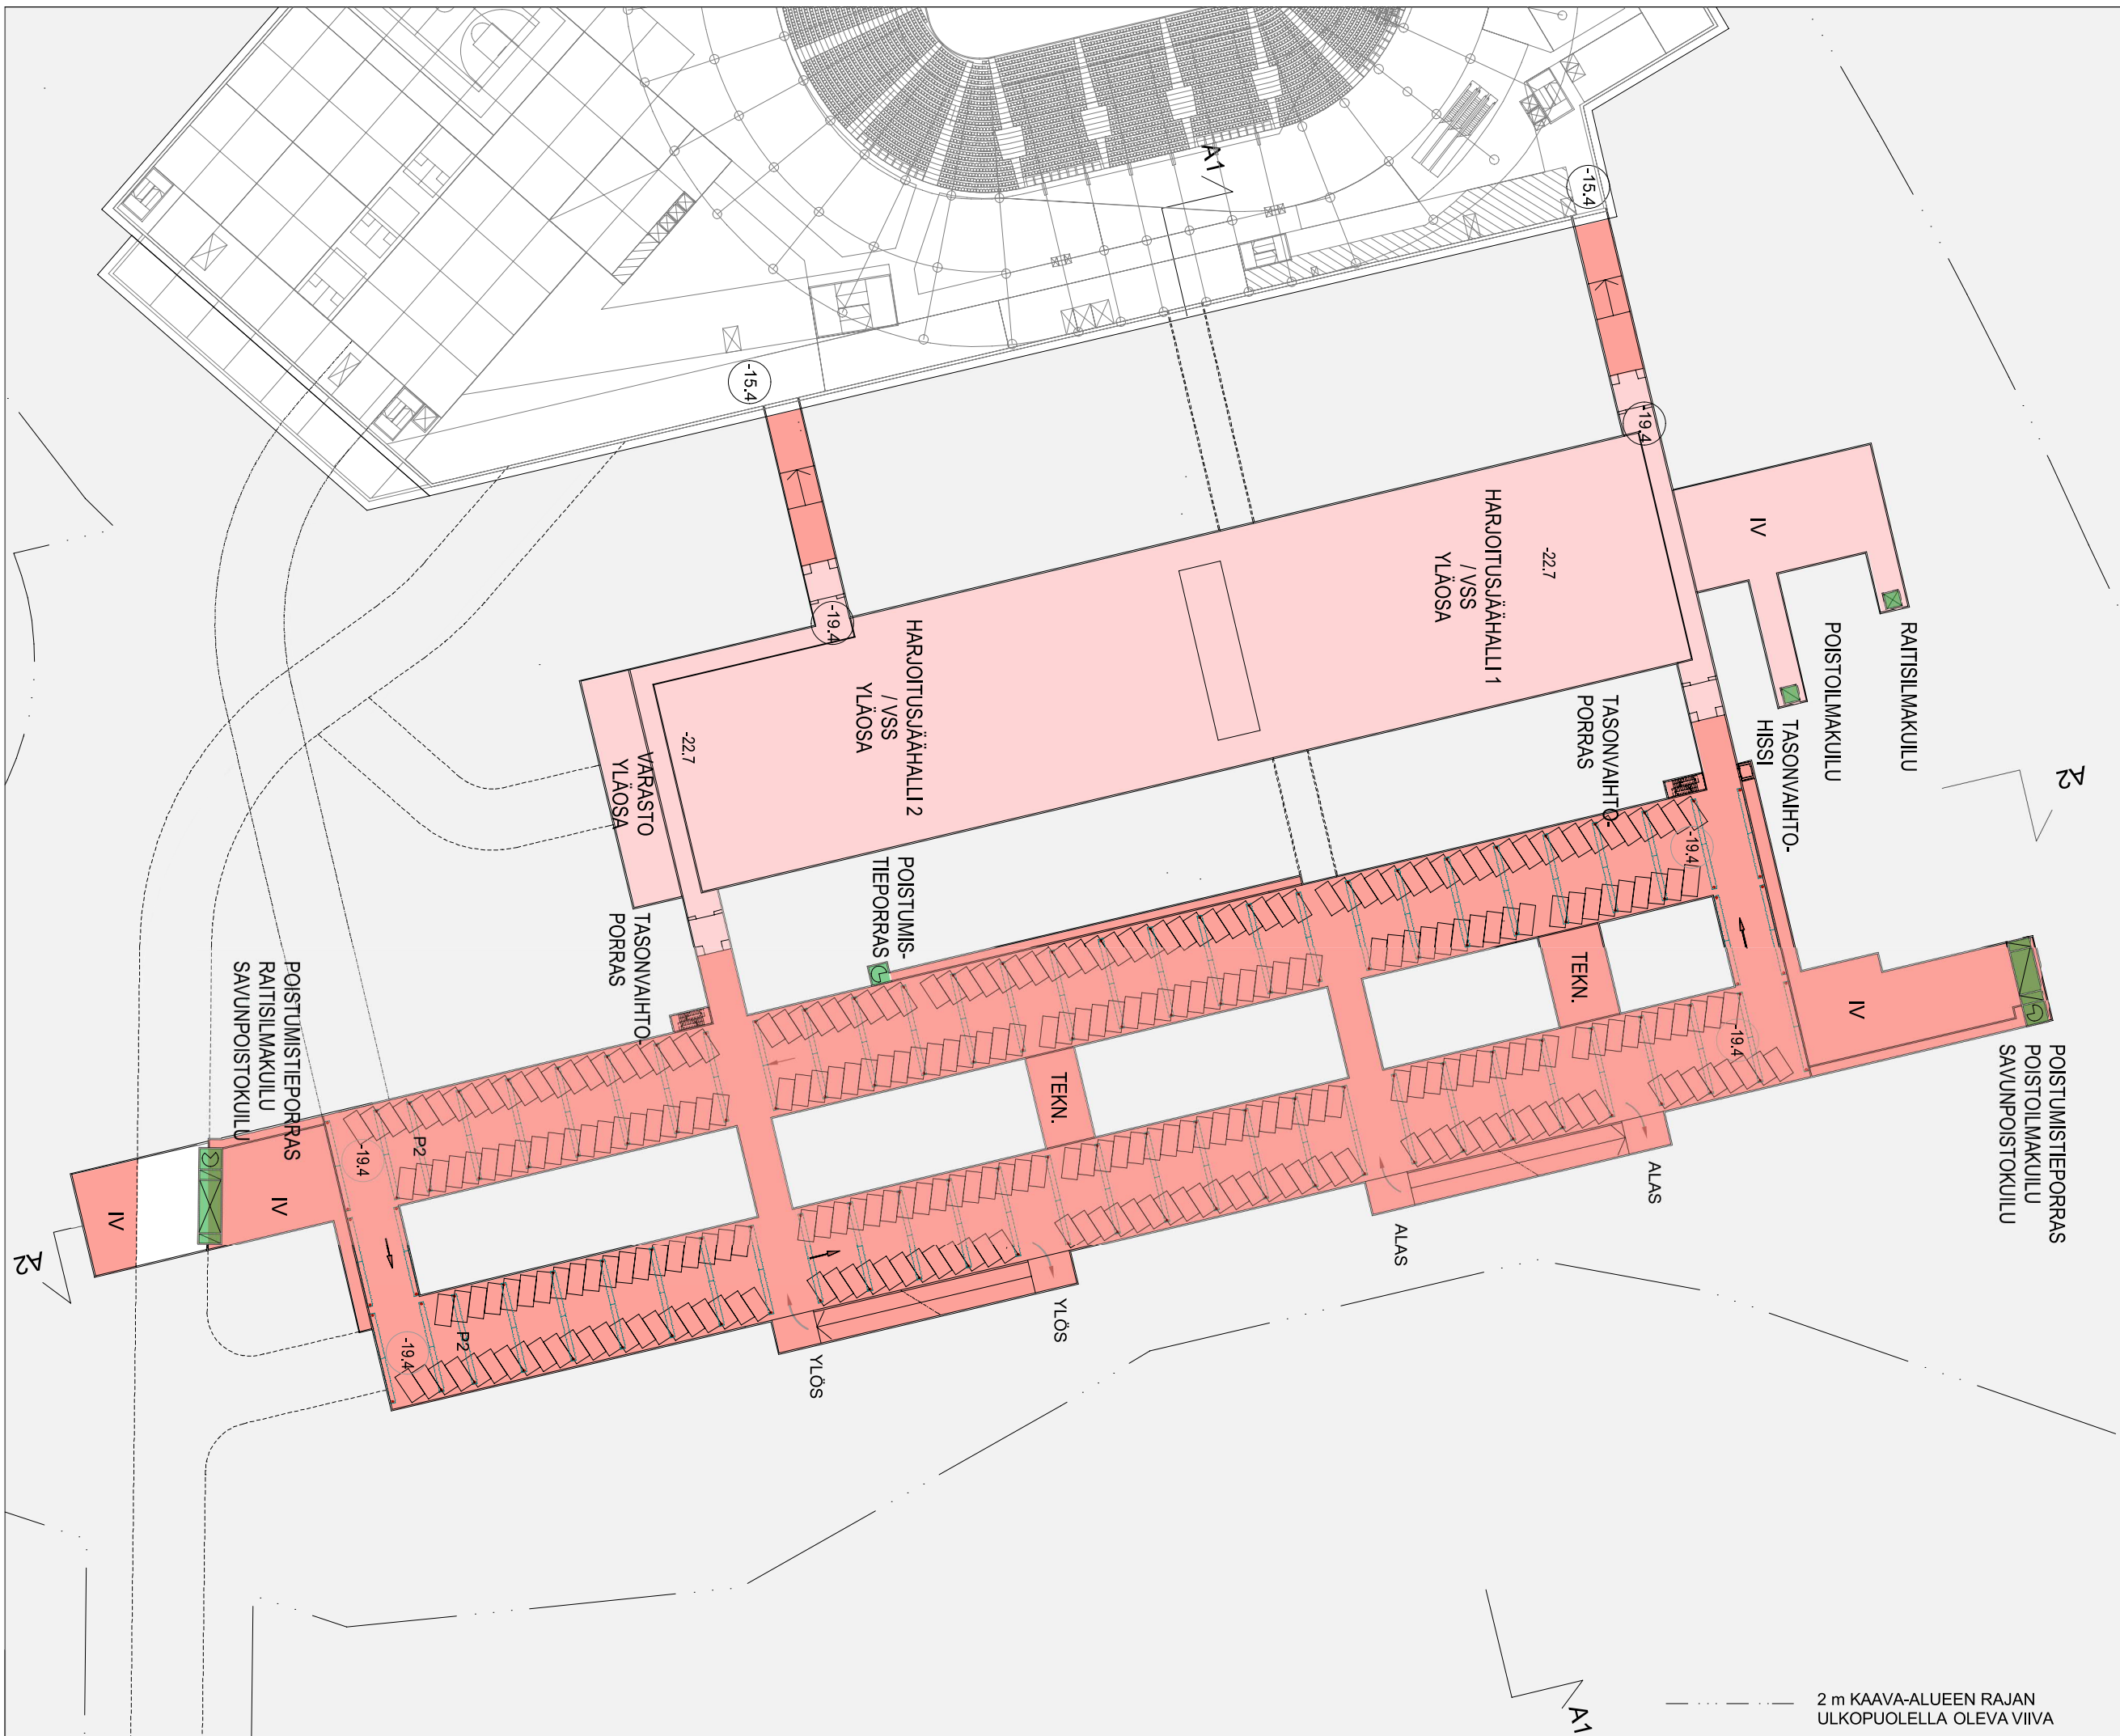 A1
-15.4
-15.4
-19.4
-19.4
IV
HARJOITUSJÄÄHALLI 1
/ VSS
YLÄOSA
-22.7
RAITISILMAKUILU
POISTOILMAKUILU
HARJOITUSJÄÄHALLI 2
/ VSS
YLÄOSA
-22.7
VARASTO
YLÄOSA
TASONVAIHTO-
PORRAS
TASONVAIHTO-
HISSI
A2
POISTUMIS-
TIEPORRAS
-19.4
TASONVAIHTO-
PORRAS
TEKN.
IV
-19.4
POISTUMISTIEPORRAS
RAITISILMAKUILU
SAVUNPOISTOKUILU
POISTUMISTIEPORRAS
POISTOILMAKUILU
SAVUNPOISTOKUILU
TEKN.
P2
-19.4
IV
IV
A2
ALAS
ALAS
P2
-19.4
YLÖS
YLÖS
A1
2 m KAAVA-ALUEEN RAJAN
ULKOPUOLELLA OLEVA VIIVA